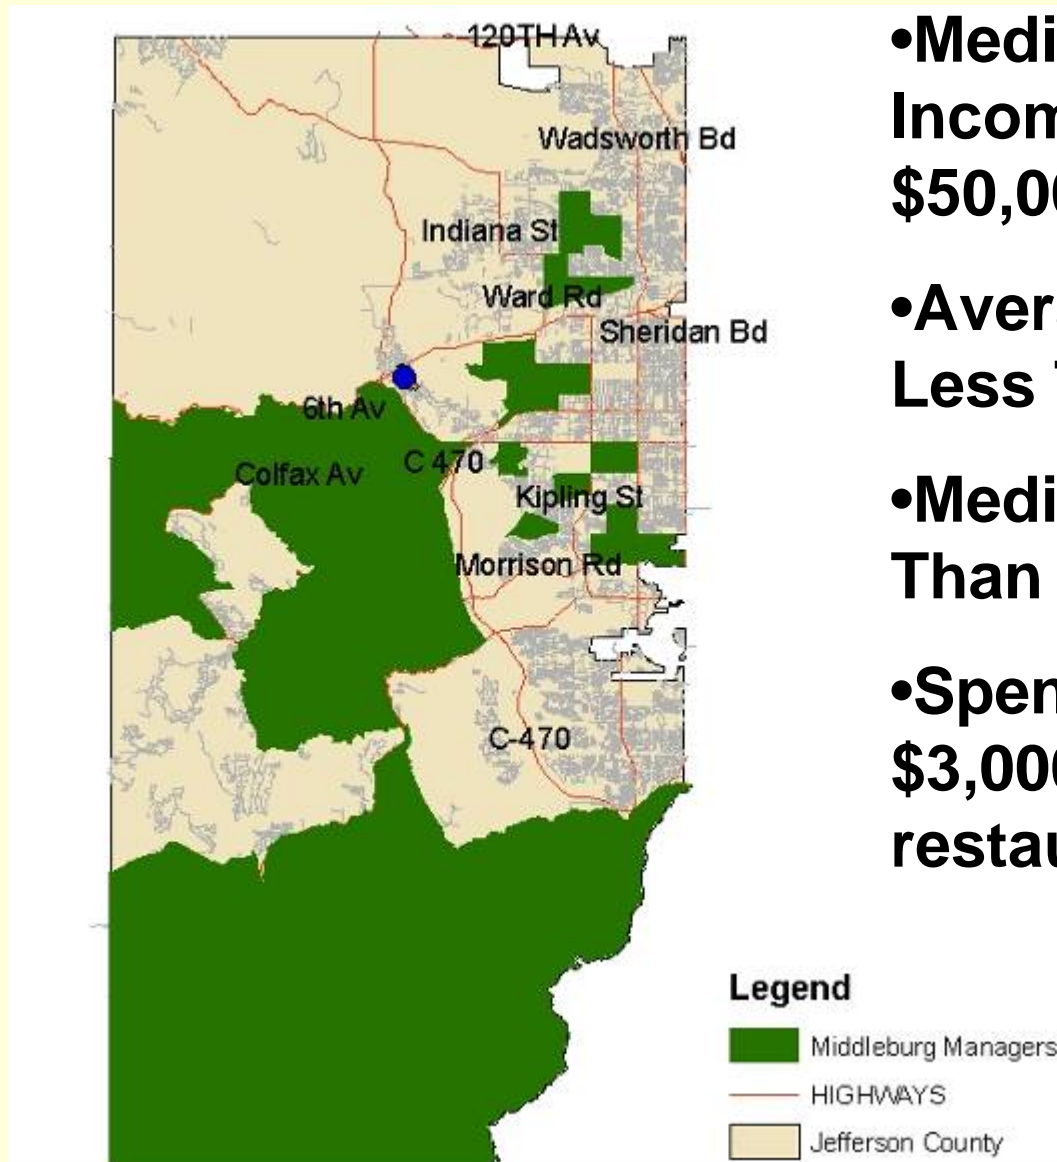 120TH Av
Wadsworth Bd
Indiana St
Ward Rd
Sheridan Bd
6th Av
C 470
Colfax Av
Kipling St
Morrison Rd
C-470
•Medi
Incom
$50,00
•Aver
Less
•Medi
Than
•Spen
$3,000
restau
Legend
Middleburg Managers
HIGHWAYS
Jefferson County